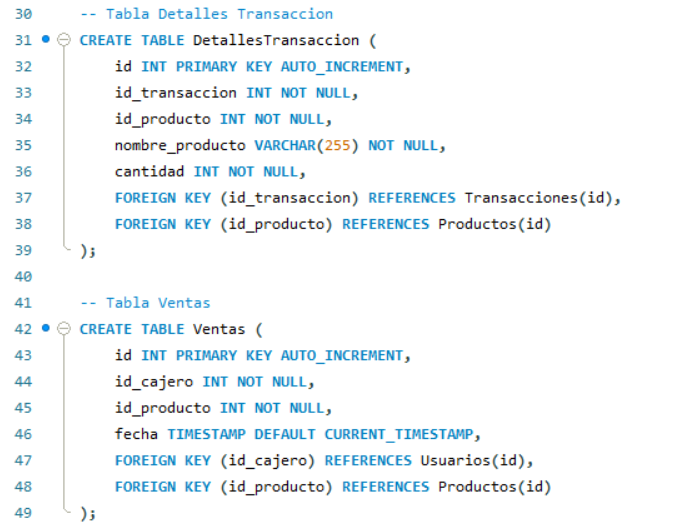 30 -- Tabla Detalles Transaccion
31 CREATE TABLE DetallesTransaccion (
32 id INT PRIMARY KEY AUTO_INCREMENT,
33 id_transaccion INT NOT NULL,
34 id_producto INT NOT NULL,
35 nombre_producto VARCHAR(255) NOT NULL,
36 cantidad INT NOT NULL,
37 FOREIGN KEY (id_transaccion) REFERENCES Transacciones(id),
38 FOREIGN KEY (id_producto) REFERENCES Productos(id)
39 );
40
41 -- Tabla Ventas
42 CREATE TABLE Ventas (
43 id INT PRIMARY KEY AUTO_INCREMENT,
44 id_cajero INT NOT NULL,
45 id_producto INT NOT NULL,
46 fecha TIMESTAMP DEFAULT CURRENT_TIMESTAMP,
47 FOREIGN KEY (id_cajero) REFERENCES Usuarios(id),
48 FOREIGN KEY (id_producto) REFERENCES Productos(id)
49 );